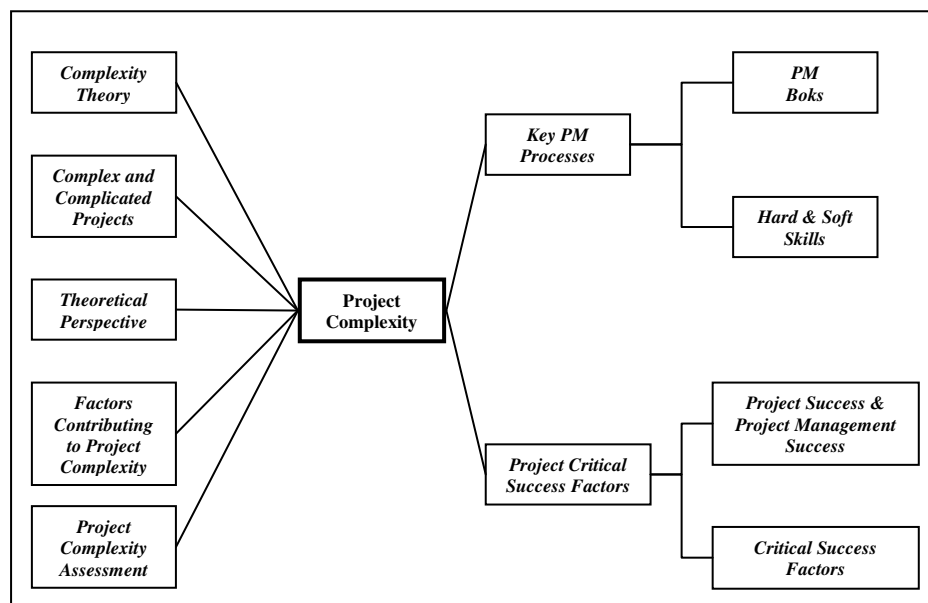 Complexity
Theory
Complex and
Complicated
Projects
Theoretical
Perspective
Factors
Contributing
to Project
Complexity
Project
Complexity
Assessment
Project
Complexity
Key PM
Processes
Project Critical
Success Factors
PM
Boks
Hard & Soft
Skills
Project Success &
Project Management
Success
Critical Success
Factors